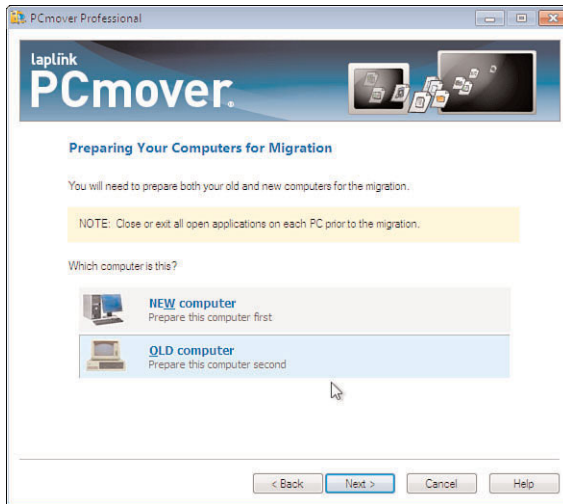 PCmover Professional
laplink
PCmover®
Preparing Your Computers for Migration
You will need to prepare both your old and new computers for the migration.
NOTE: Close or exit all open applications on each PC prior to the migration.
Which computer is this?
NEW computer
Prepare this computer first
OLD computer
Prepare this computer second
< Back Next > Cancel Help